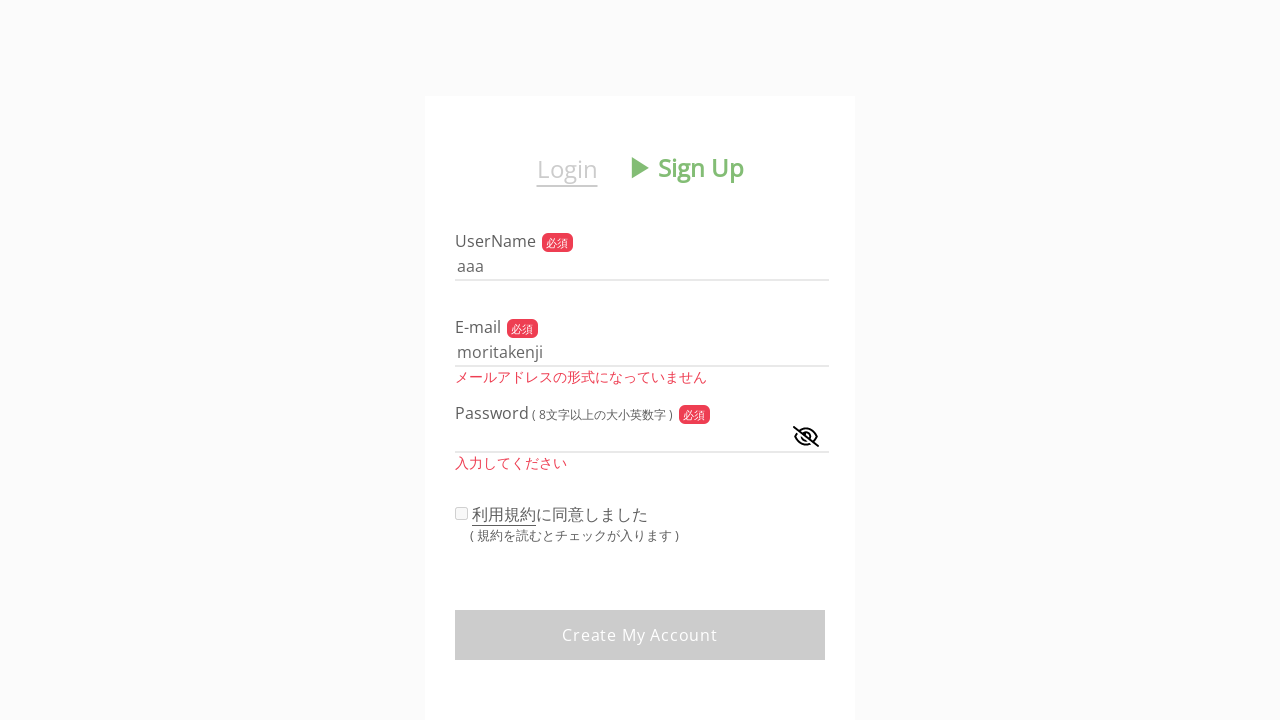 Login Sign Up
UserName 必須
aaa
E-mail 必須
moritakenji
メールアドレスの形式になっていません
Password ( 8文字以上の大小英数字 ) 必須
入力してください
利用規約に同意しました
( 規約を読むとチェックが入ります )
Create My Account